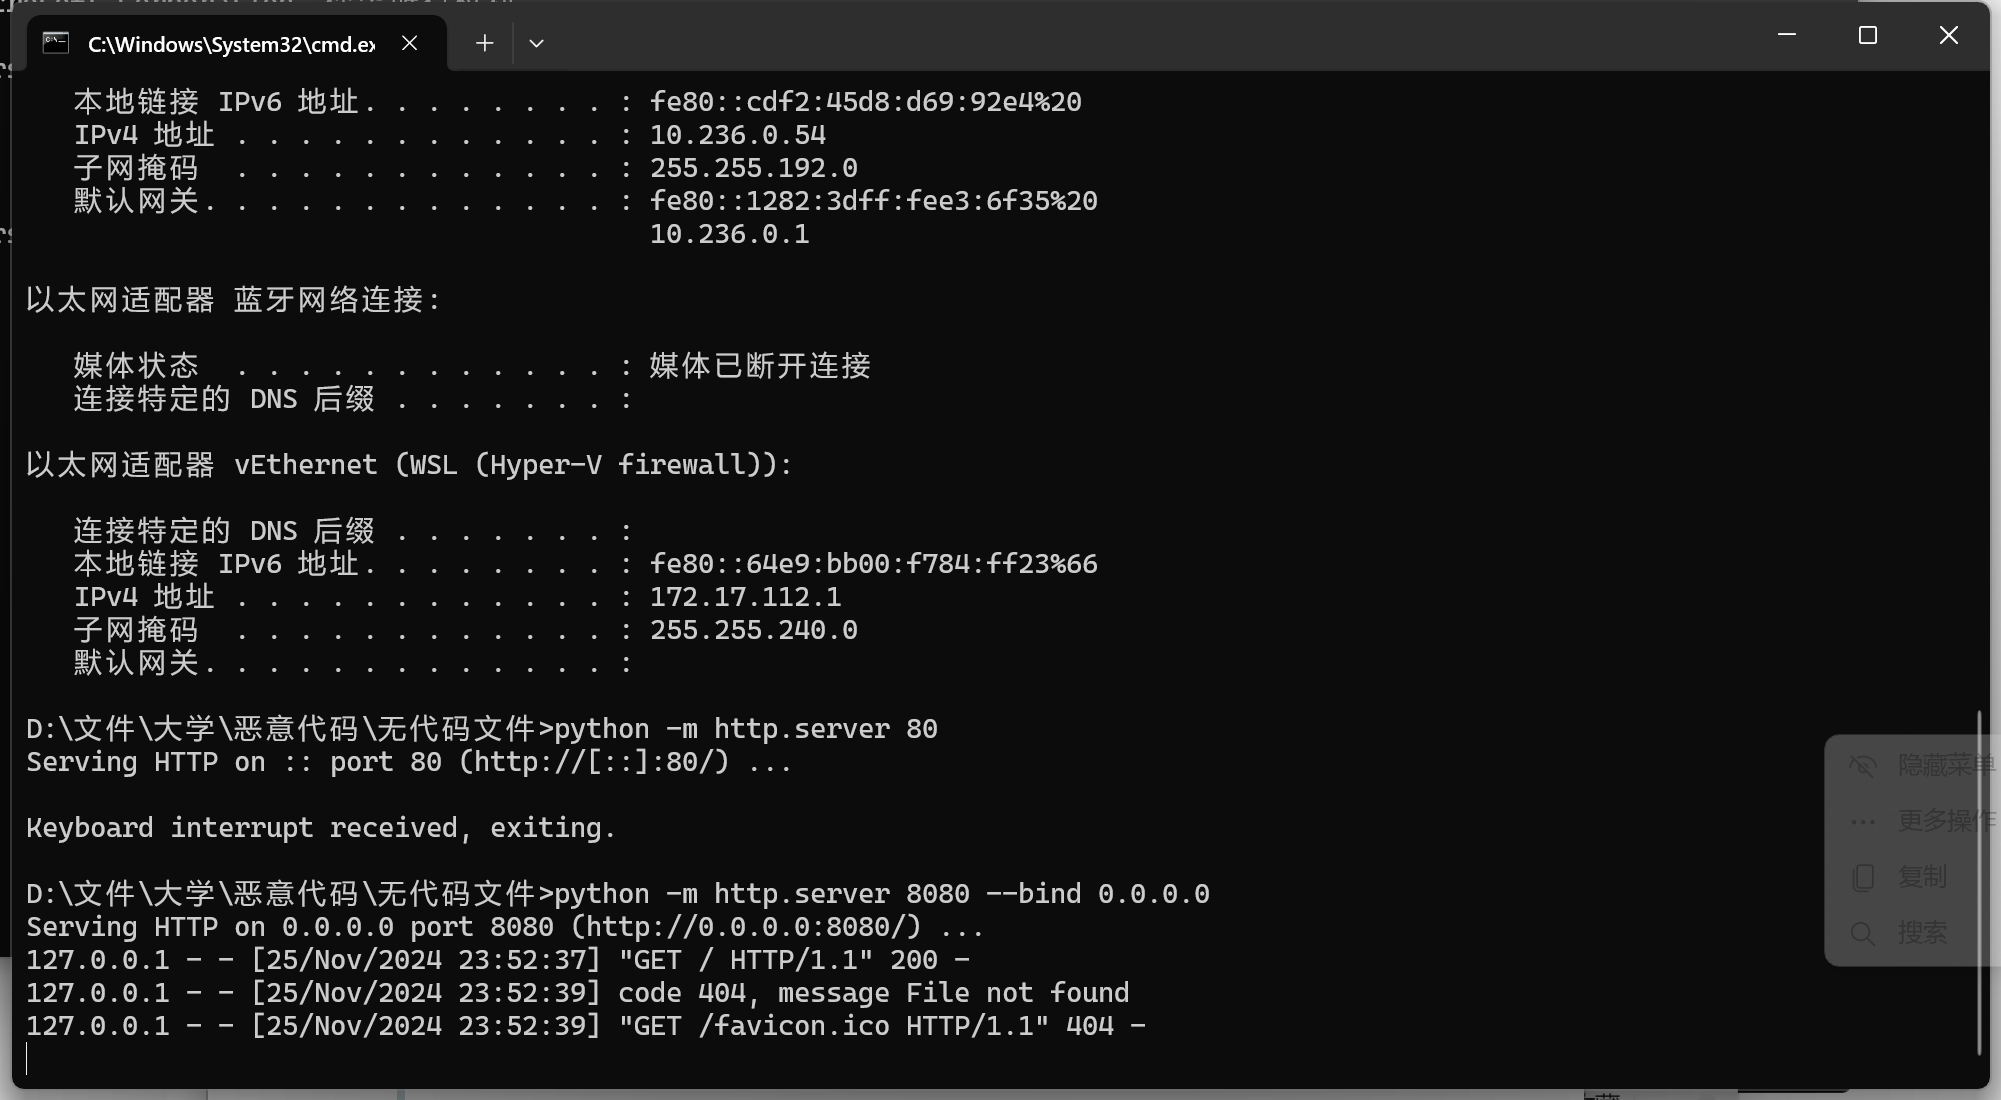 C:\Windows\System32\cmd.ex
本地链接 IPv6 地址. . . . . . . . : fe80::cdf2:45d8:d69:92e4%20
IPv4 地址 . . . . . . . . . . . . : 10.236.0.54
子网掩码  . . . . . . . . . . . . : 255.255.192.0
默认网关. . . . . . . . . . . . . : fe80::1282:3dff:fee3:6f35%20
10.236.0.1
以太网适配器 蓝牙网络连接:
媒体状态  . . . . . . . . . . . . : 媒体已断开连接
连接特定的 DNS 后缀 . . . . . . . :
以太网适配器 vEthernet (WSL (Hyper-V firewall)):
连接特定的 DNS 后缀 . . . . . . . :
本地链接 IPv6 地址. . . . . . . . : fe80::64e9:bb00:f784:ff23%66
IPv4 地址 . . . . . . . . . . . . : 172.17.112.1
子网掩码  . . . . . . . . . . . . : 255.255.240.0
默认网关. . . . . . . . . . . . . :
D:\文件\大学\恶意代码\无代码文件>python -m http.server 80
Serving HTTP on :: port 80 (http://[::]:80/) ...
Keyboard interrupt received, exiting.
D:\文件\大学\恶意代码\无代码文件>python -m http.server 8080 --bind 0.0.0.0
Serving HTTP on 0.0.0.0 port 8080 (http://0.0.0.0:8080/) ...
127.0.0.1 - - [25/Nov/2024 23:52:37] "GET / HTTP/1.1" 200 -
127.0.0.1 - - [25/Nov/2024 23:52:39] code 404, message File not found
127.0.0.1 - - [25/Nov/2024 23:52:39] "GET /favicon.ico HTTP/1.1" 404 -
隐藏菜单
更多操作
复制
搜索